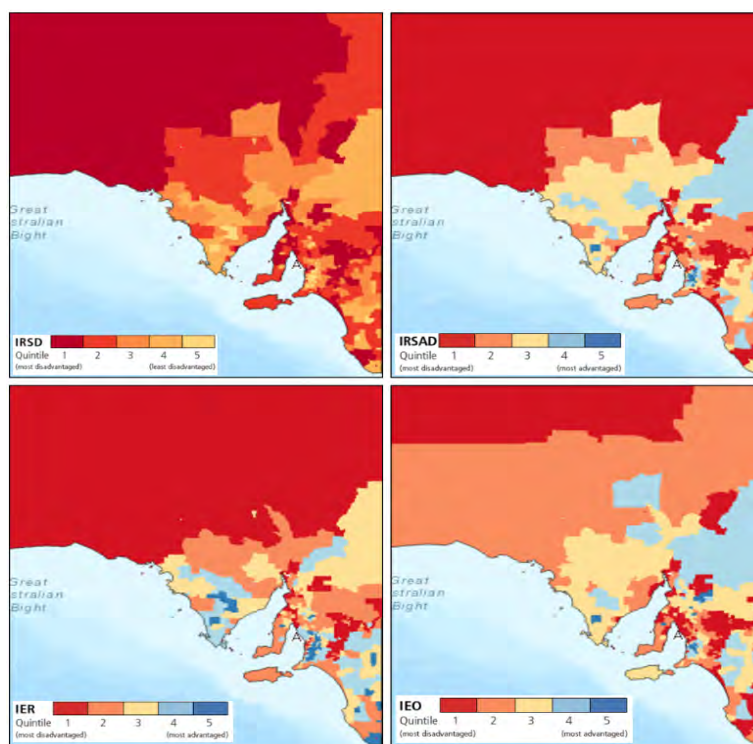 Great
stralian
Bight
A
IRSD
Quintile 1 2 3 4 5
(most disadvantaged) (least disadvantaged)
Great
stralian
Bight
A
IRSAD
Quintile 1 2 3 4 5
(most disadvantaged) (most advantaged)
Great
stralian
Bight
A
IER
Quintile 1 2 3 4 5
(most disadvantaged) (most advantaged)
Great
stralian
Bight
A
IEO
Quintile 1 2 3 4 5
(most disadvantaged) (most advantaged)